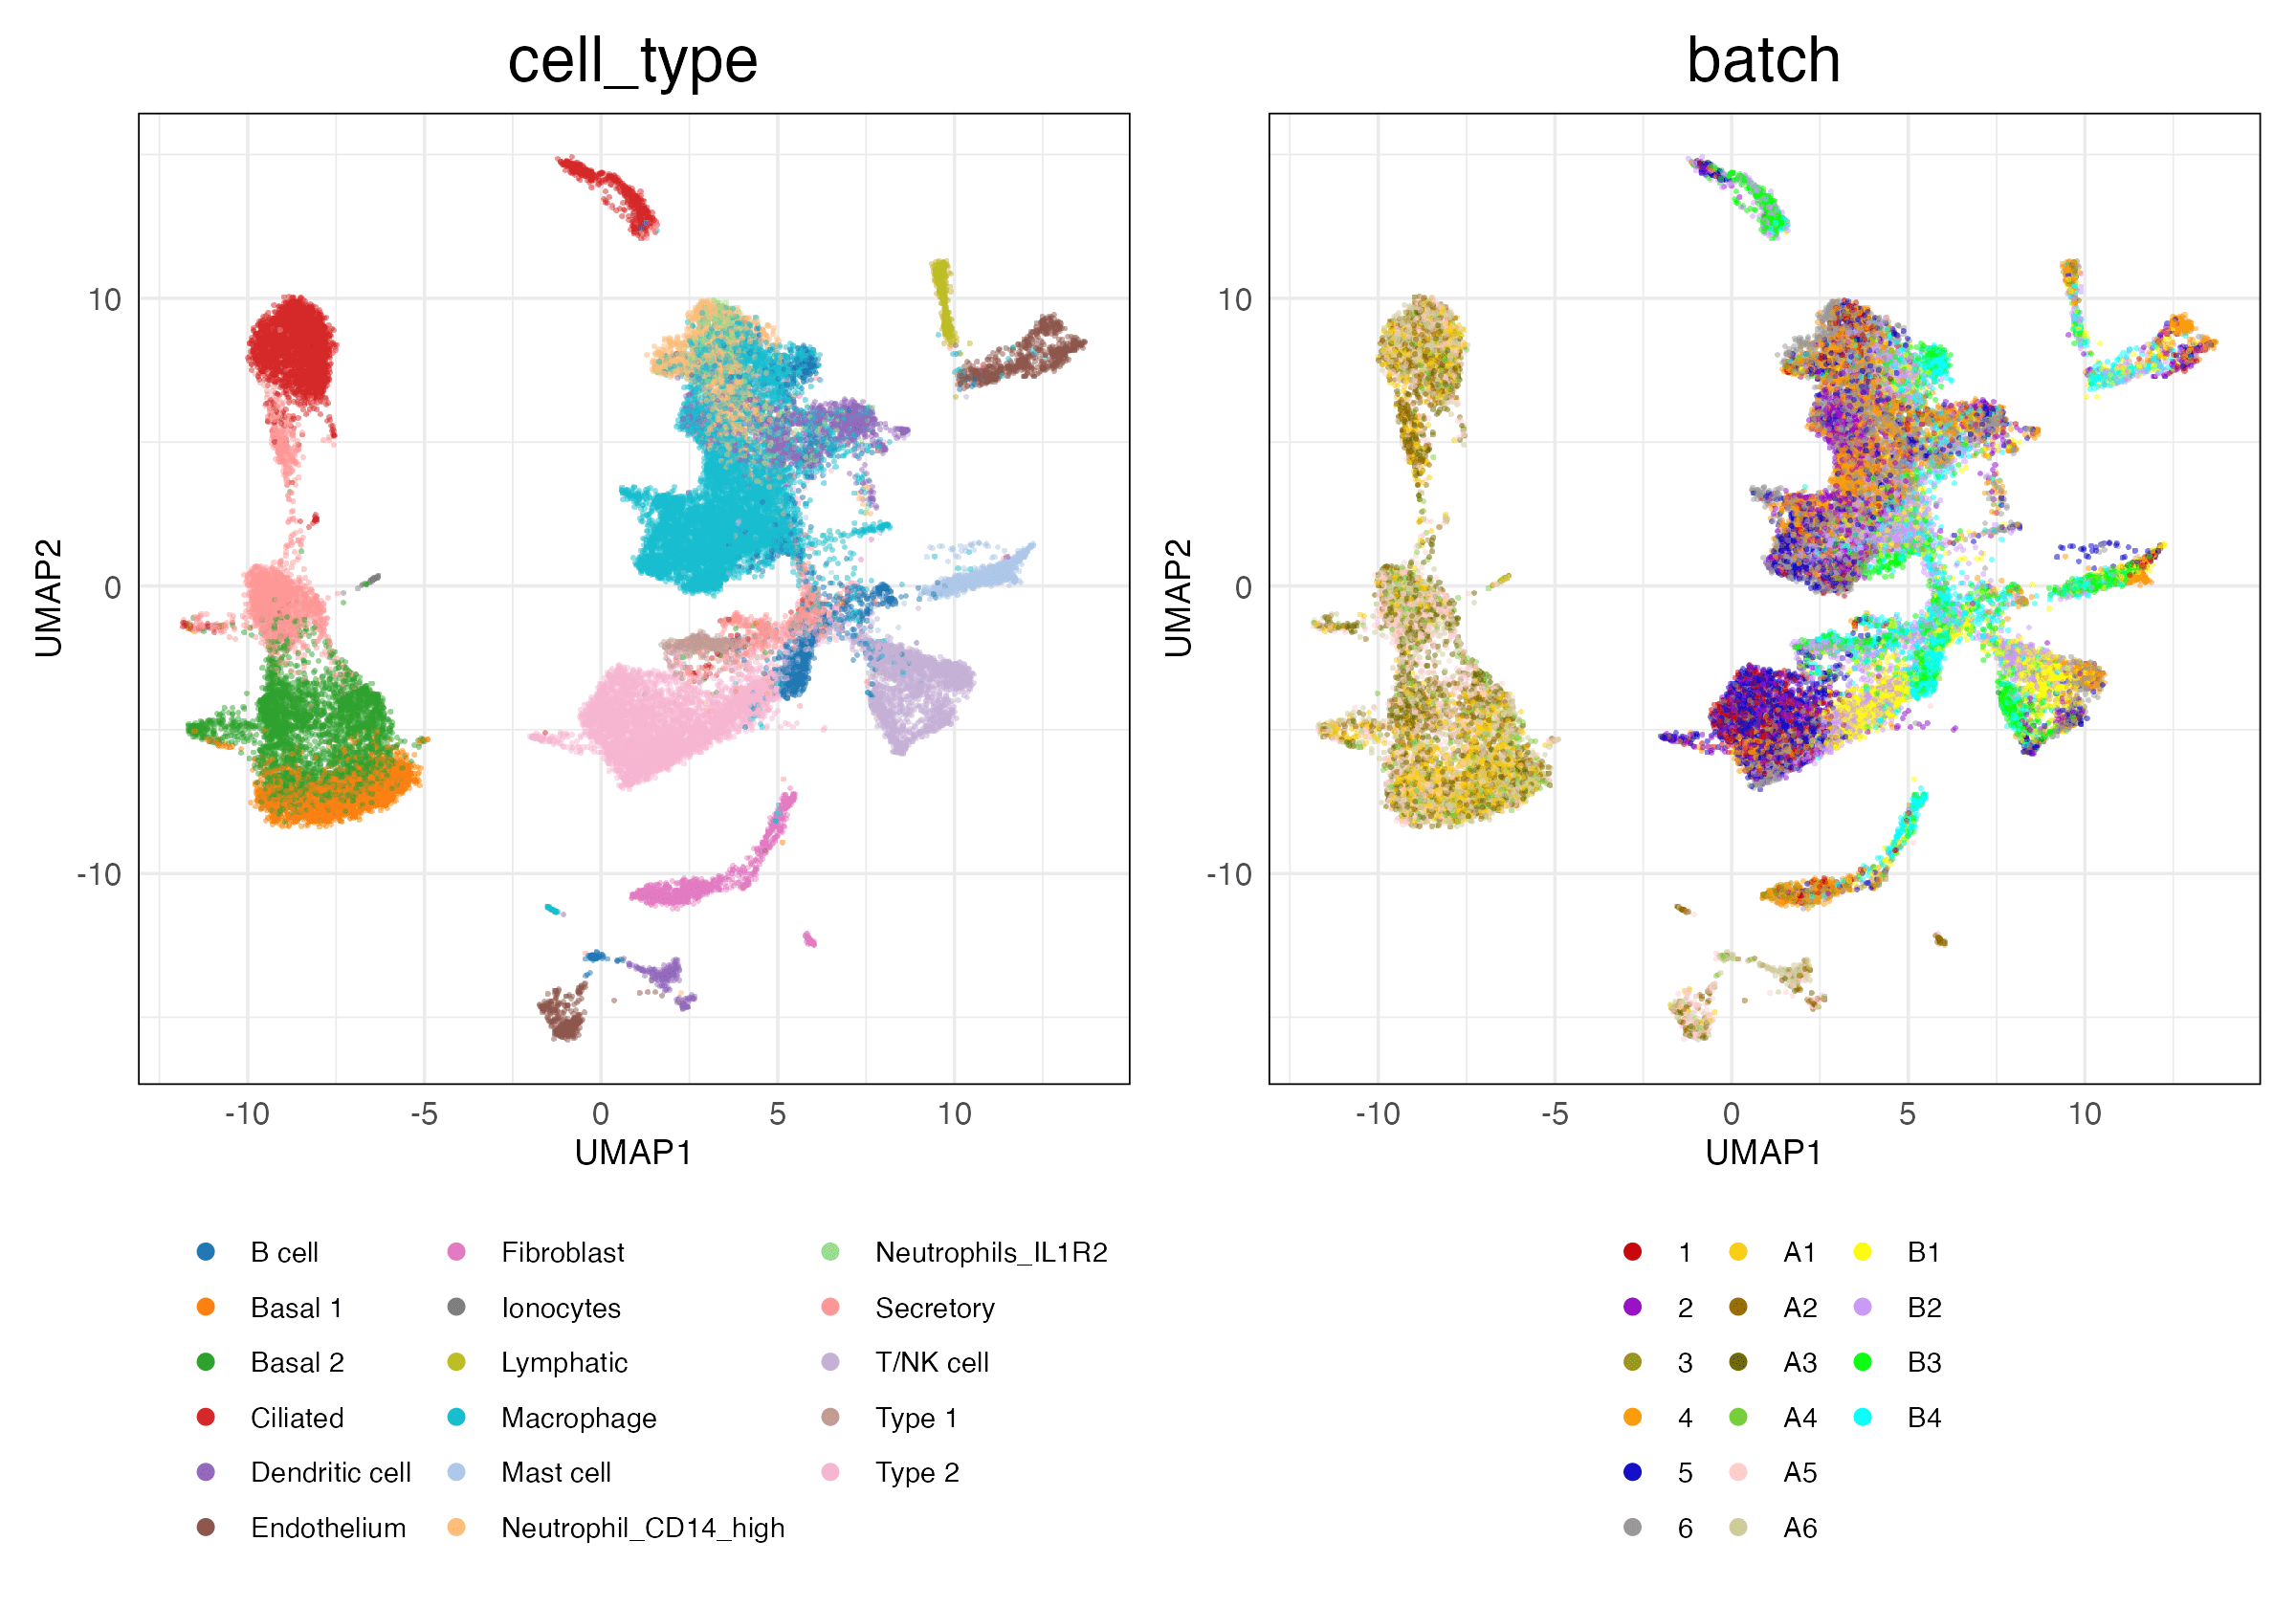 cell_type
batch
UMAP2
10
0
-10
-10
-5
0
5
10
UMAP1
UMAP2
10
0
-10
-10
-5
0
5
10
UMAP1
B cell
Basal 1
Basal 2
Ciliated
Dendritic cell
Endothelium
Fibroblast
Ionocytes
Lymphatic
Macrophage
Mast cell
Neutrophil_CD14_high
Neutrophils_IL1R2
Secretory
T/NK cell
Type 1
Type 2
1
2
3
4
5
6
A1
A2
A3
A4
A5
A6
B1
B2
B3
B4